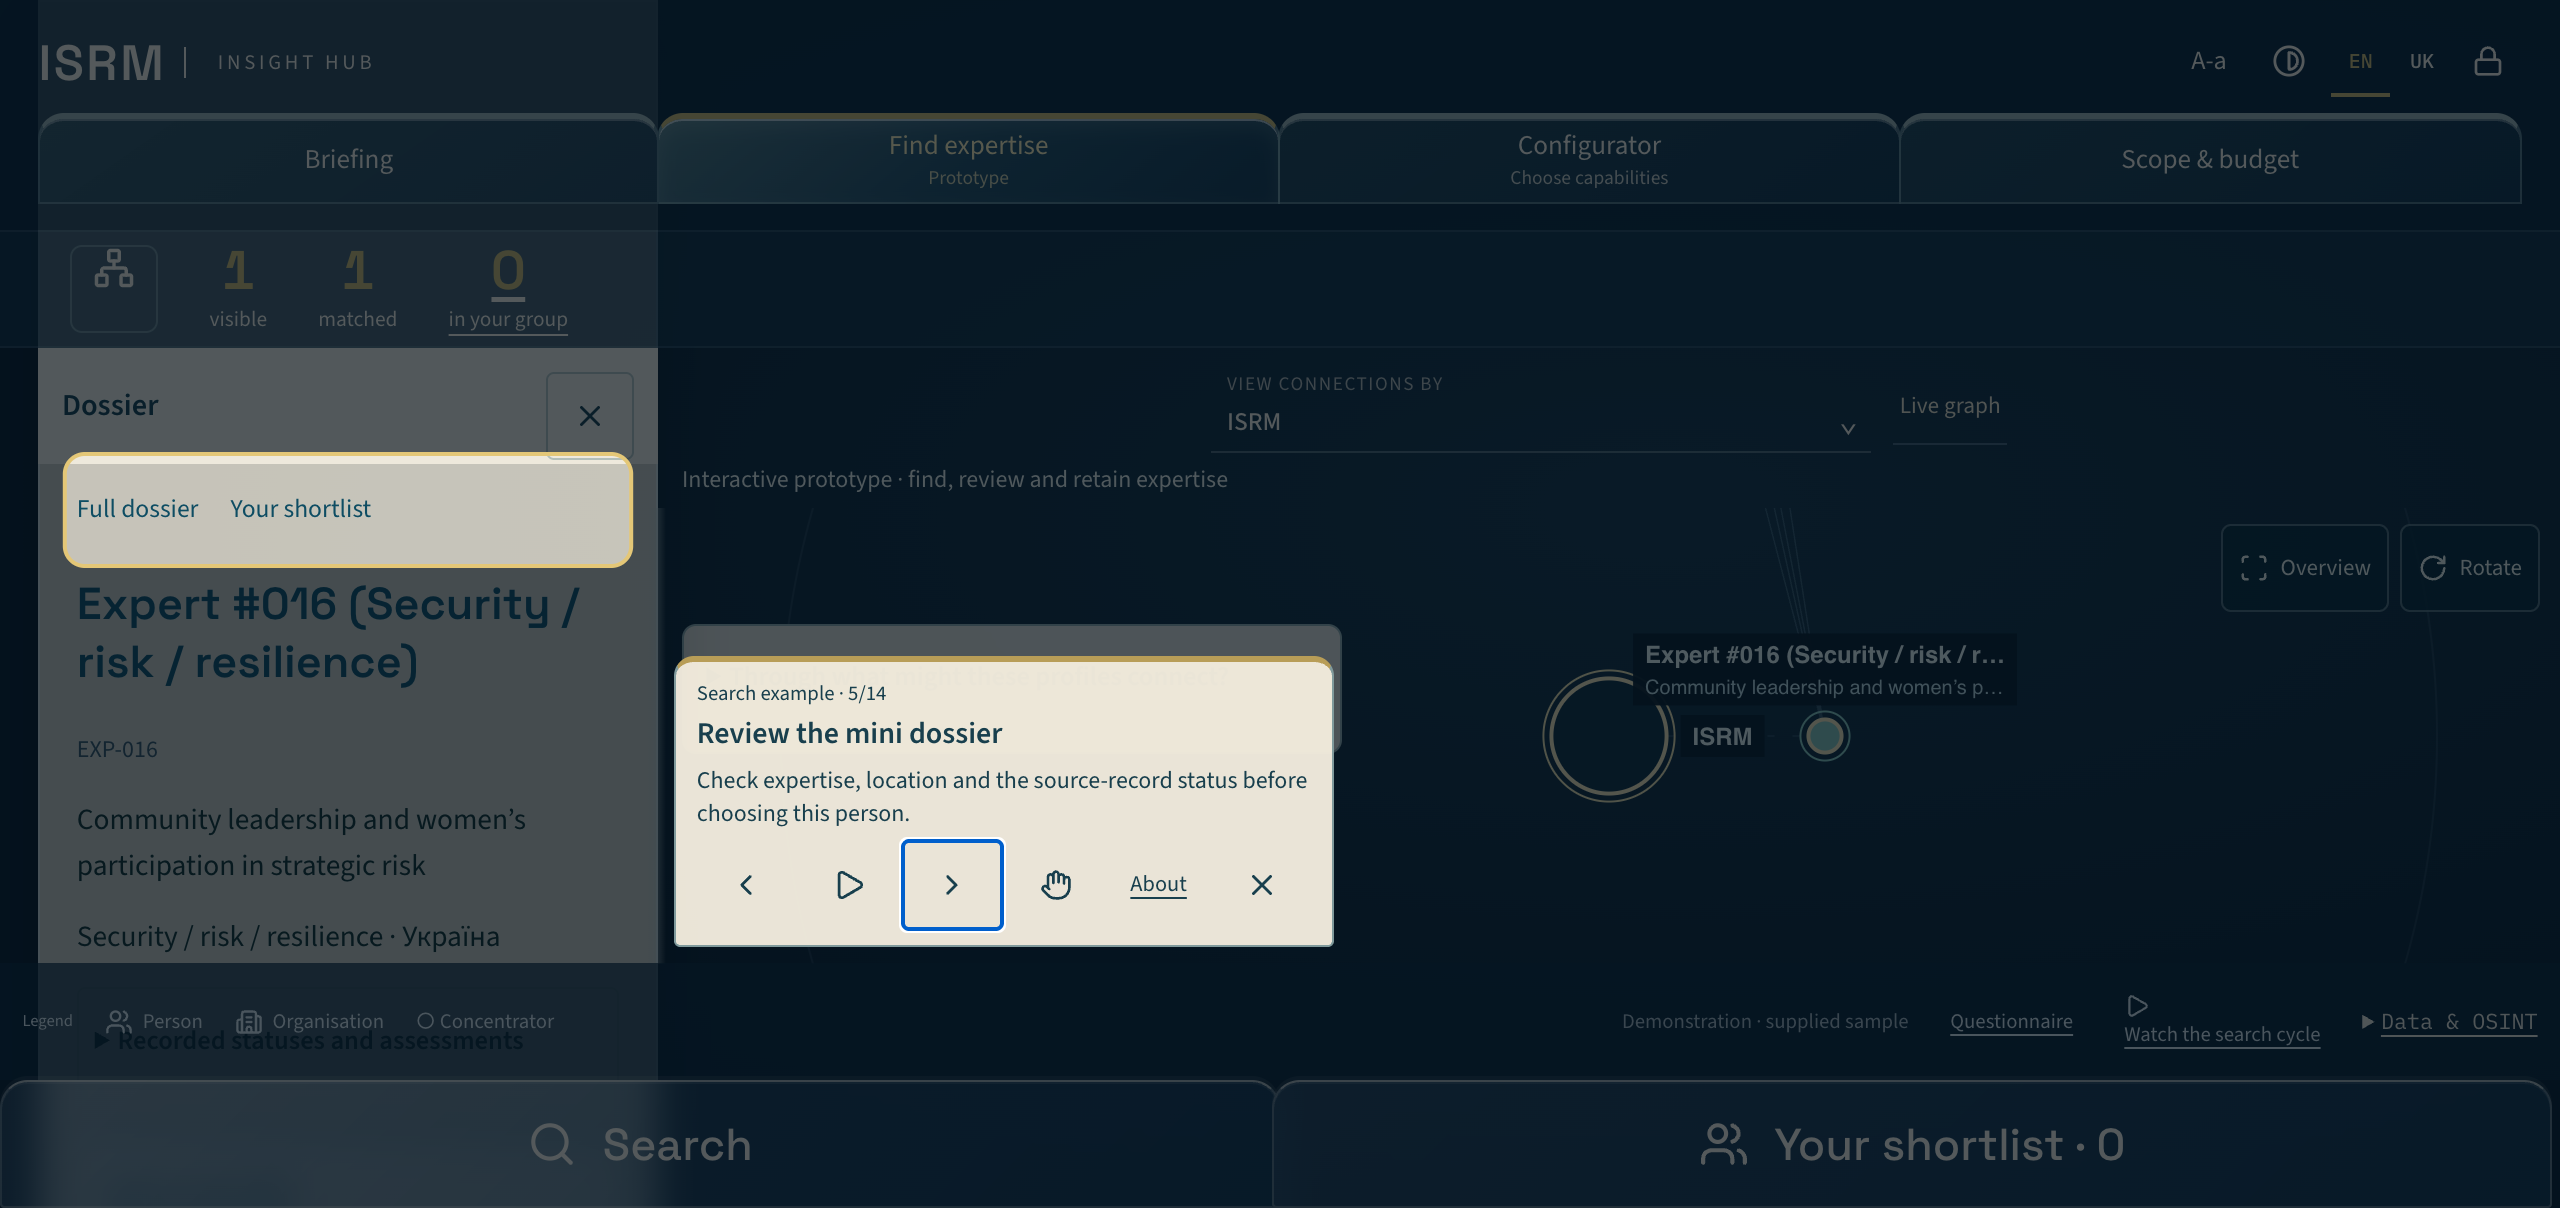 ISRM
INSIGHT HUB
A-a
EN
UK
Briefing
Find expertise
Prototype
Configurator
Choose capabilities
Scope & budget
1
visible
1
matched
0
in your group
Dossier
Full dossier
Your shortlist
Expert #016 (Security /
risk / resilience)
EXP-016
Community leadership and women’s
participation in strategic risk
Security / risk / resilience · Україна
Recorded statuses and assessments
VIEW CONNECTIONS BY
ISRM
Live graph
Interactive prototype · find, review and retain expertise
Overview
Rotate
Expert #016 (Security / risk / r…
Community leadership and women’s p…
ISRM
Search example · 5/14
Review the mini dossier
Check expertise, location and the source-record status before
choosing this person.
About
Legend
Person
Organisation
Concentrator
Demonstration · supplied sample
Questionnaire
Watch the search cycle
Data & OSINT
Search
Your shortlist · 0